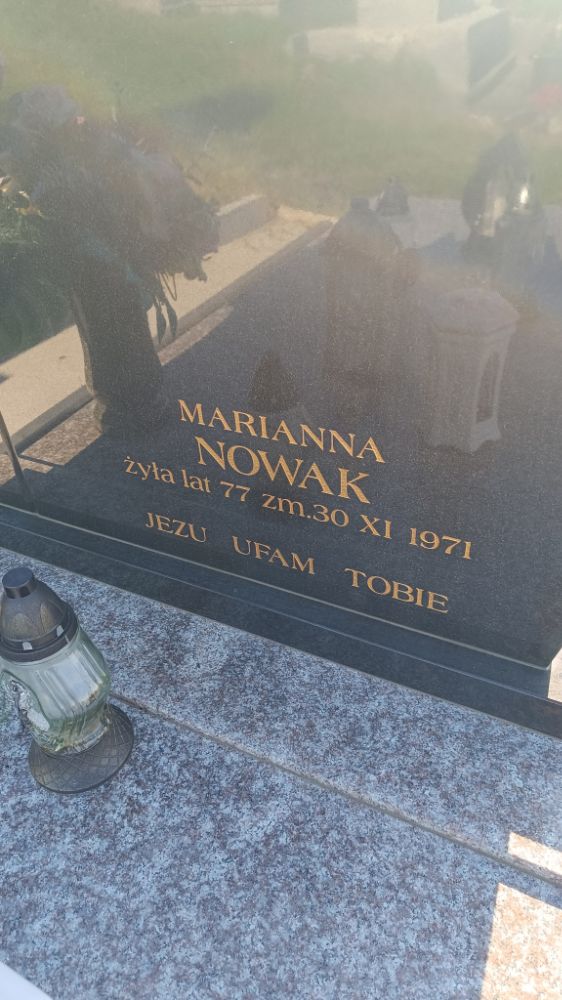 MARIANNA
NOWAK
żyła lat 77 zm.30 XI 1971
JEZU UFAM TOBIE